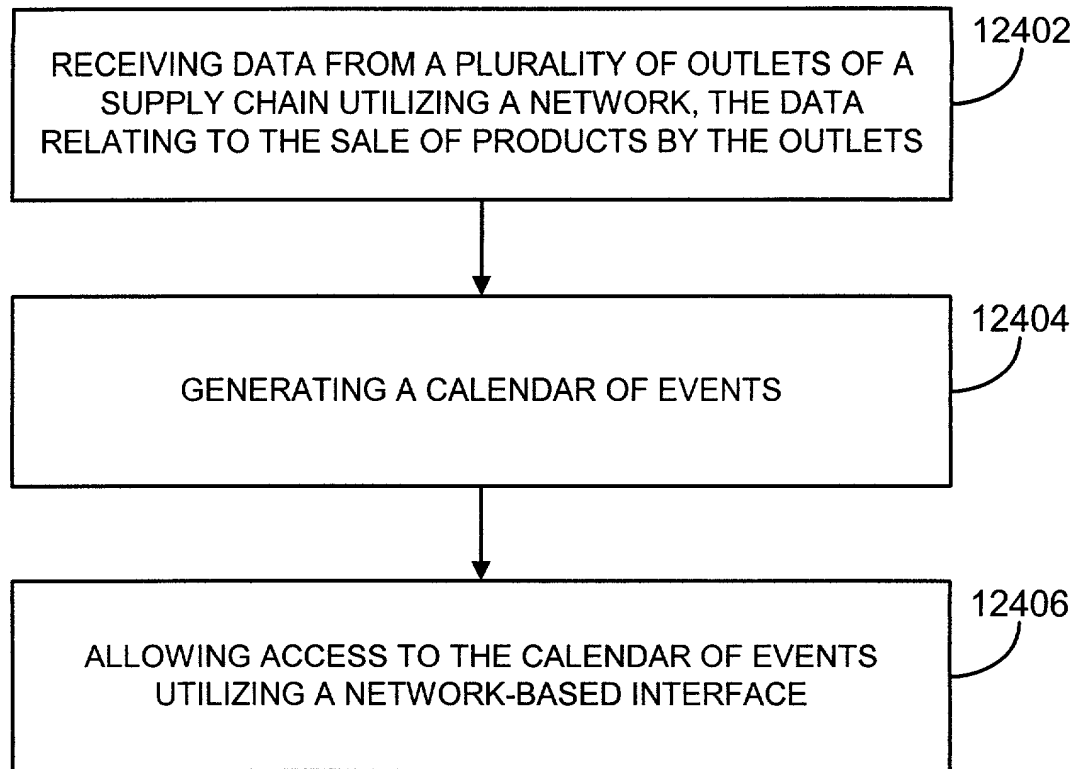 12402
RECEIVING DATA FROM A PLURALITY OF OUTLETS OF A
SUPPLY CHAIN UTILIZING A NETWORK, THE DATA
RELATING TO THE SALE OF PRODUCTS BY THE OUTLETS
12404
GENERATING A CALENDAR OF EVENTS
12406
ALLOWING ACCESS TO THE CALENDAR OF EVENTS
UTILIZING A NETWORK-BASED INTERFACE